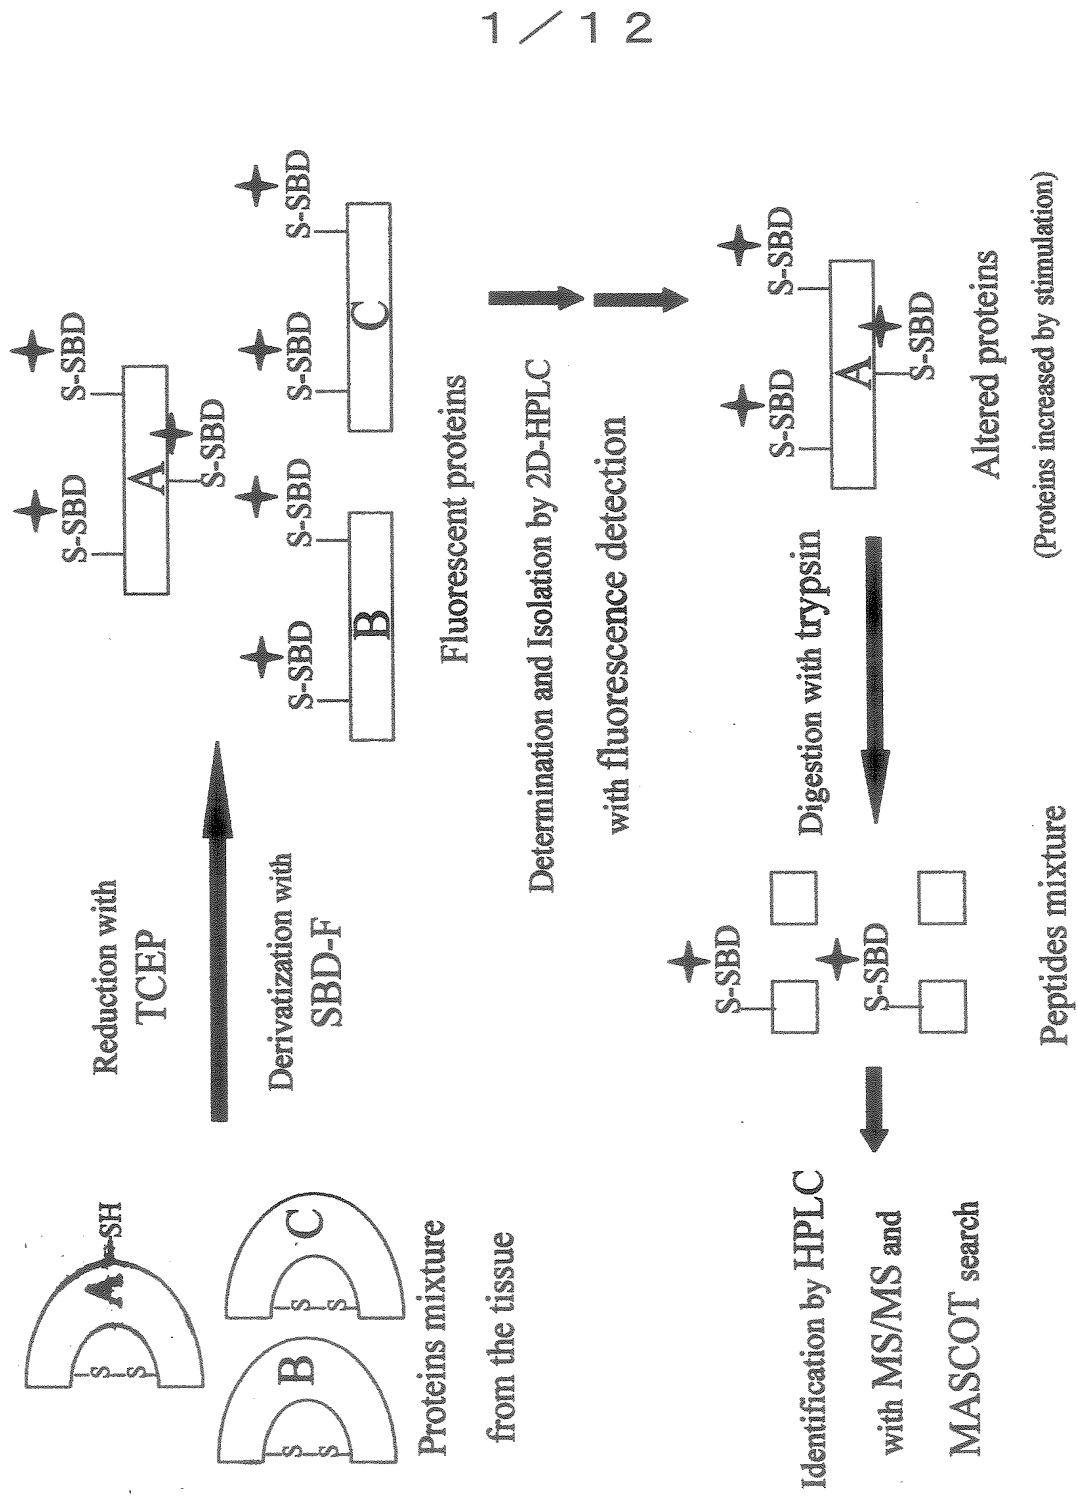 1／12
S
S
A
SH
S
S
B
S
S
C
Proteins mixture
from the tissue
Reduction with
TCEP
Derivatization with
SBD-F
S-SBD
S-SBD
A
S-SBD
S-SBD
S-SBD
B
S-SBD
S-SBD
C
Fluorescent proteins
Determination and Isolation by 2D-HPLC
with fluorescence detection
S-SBD
S-SBD
A
S-SBD
Altered proteins
(Proteins increased by stimulation)
Digestion with trypsin
S-SBD
S-SBD
Peptides mixture
Identification by HPLC
with MS/MS and
MASCOT search